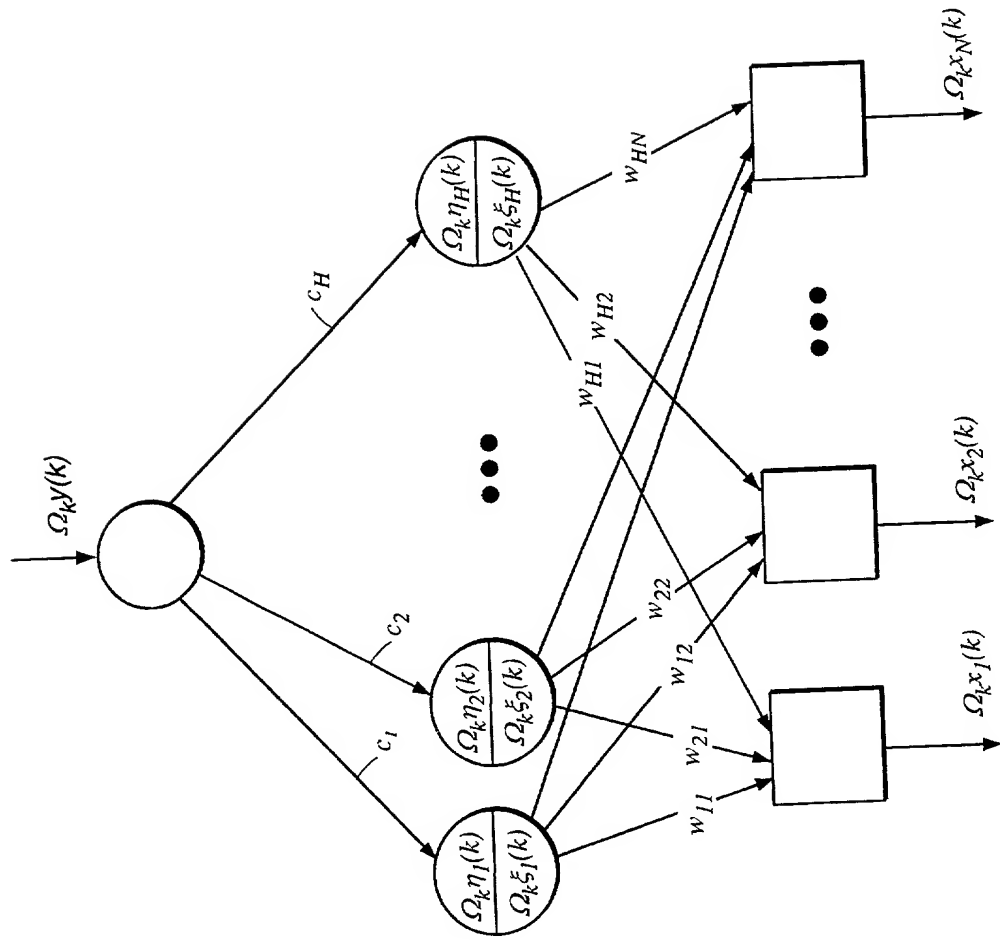 Ω_k y(k)
c_1
c_2
c_H
Ω_k η_1(k)
Ω_k ξ_1(k)
Ω_k η_2(k)
Ω_k ξ_2(k)
Ω_k η_H(k)
Ω_k ξ_H(k)
w_11
w_21
w_12
w_22
w_H1
w_H2
w_HN
Ω_k x_1(k)
Ω_k x_2(k)
Ω_k x_N(k)